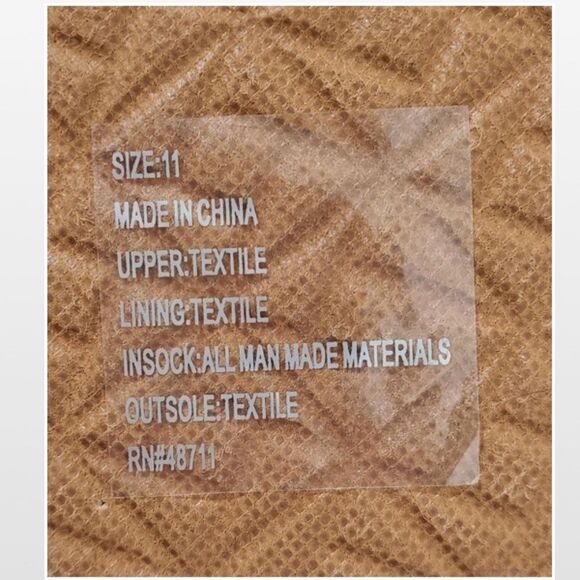 SIZE:11
MADE IN CHINA
UPPER:TEXTILE
LINING:TEXTILE
INSOCK:ALL MAN MADE MATERIALS
OUTSOLE:TEXTILE
RN#48711